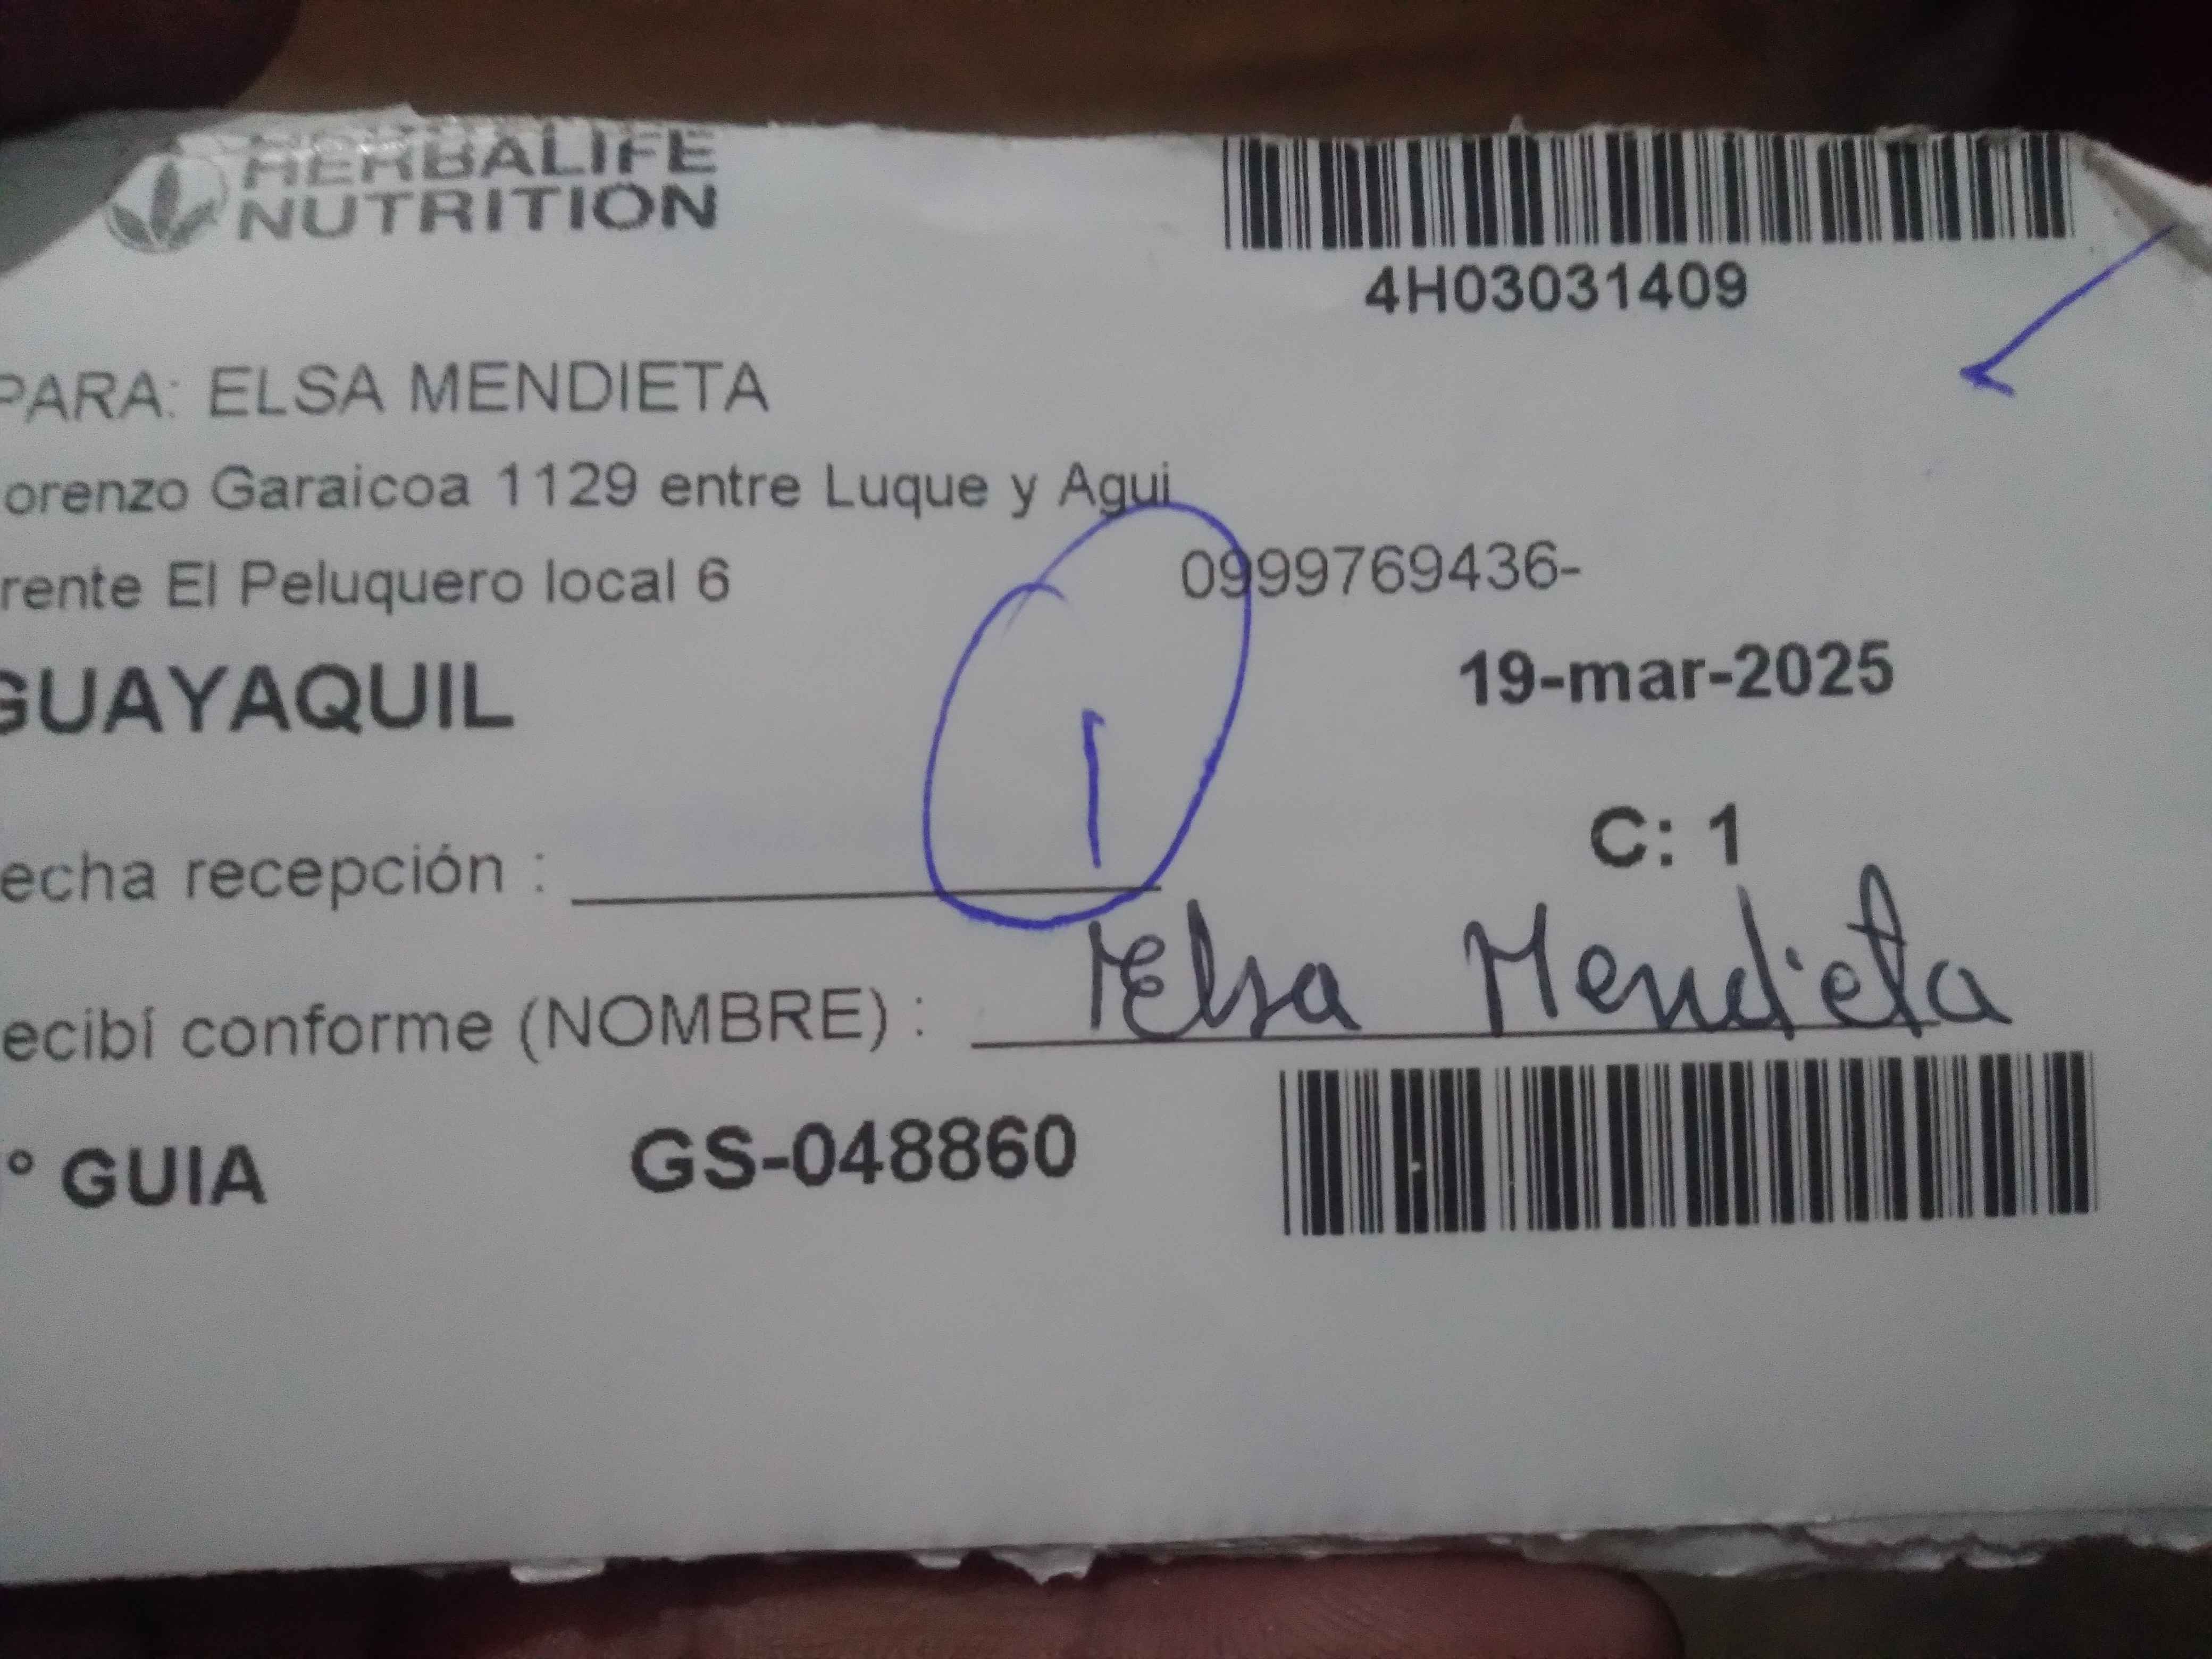 HERBALIFE
NUTRITION
4H03031409
PARA: ELSA MENDIETA
orenzo Garaicoa 1129 entre Luque y Agui
rente El Peluquero local 6 0999769436-
GUAYAQUIL 19-mar-2025
1
C: 1
echa recepción :
ecibí conforme (NOMBRE) : Elsa Mendieta
° GUIA GS-048860